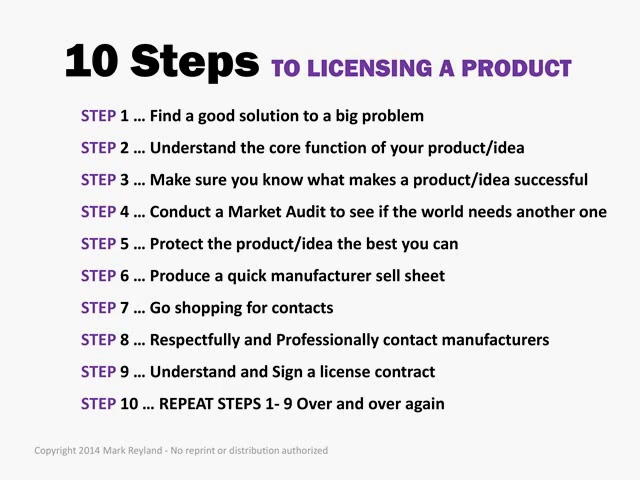 10 Steps TO LICENSING A PRODUCT
STEP 1 ... Find a good solution to a big problem
STEP 2 ... Understand the core function of your product/idea
STEP 3 ... Make sure you know what makes a product/idea successful
STEP 4 ... Conduct a Market Audit to see if the world needs another one
STEP 5 ... Protect the product/idea the best you can
STEP 6 ... Produce a quick manufacturer sell sheet
STEP 7 ... Go shopping for contacts
STEP 8 ... Respectfully and Professionally contact manufacturers
STEP 9 ... Understand and Sign a license contract
STEP 10 ... REPEAT STEPS 1- 9 Over and over again
Copyright 2014 Mark Reyland - No reprint or distribution authorized